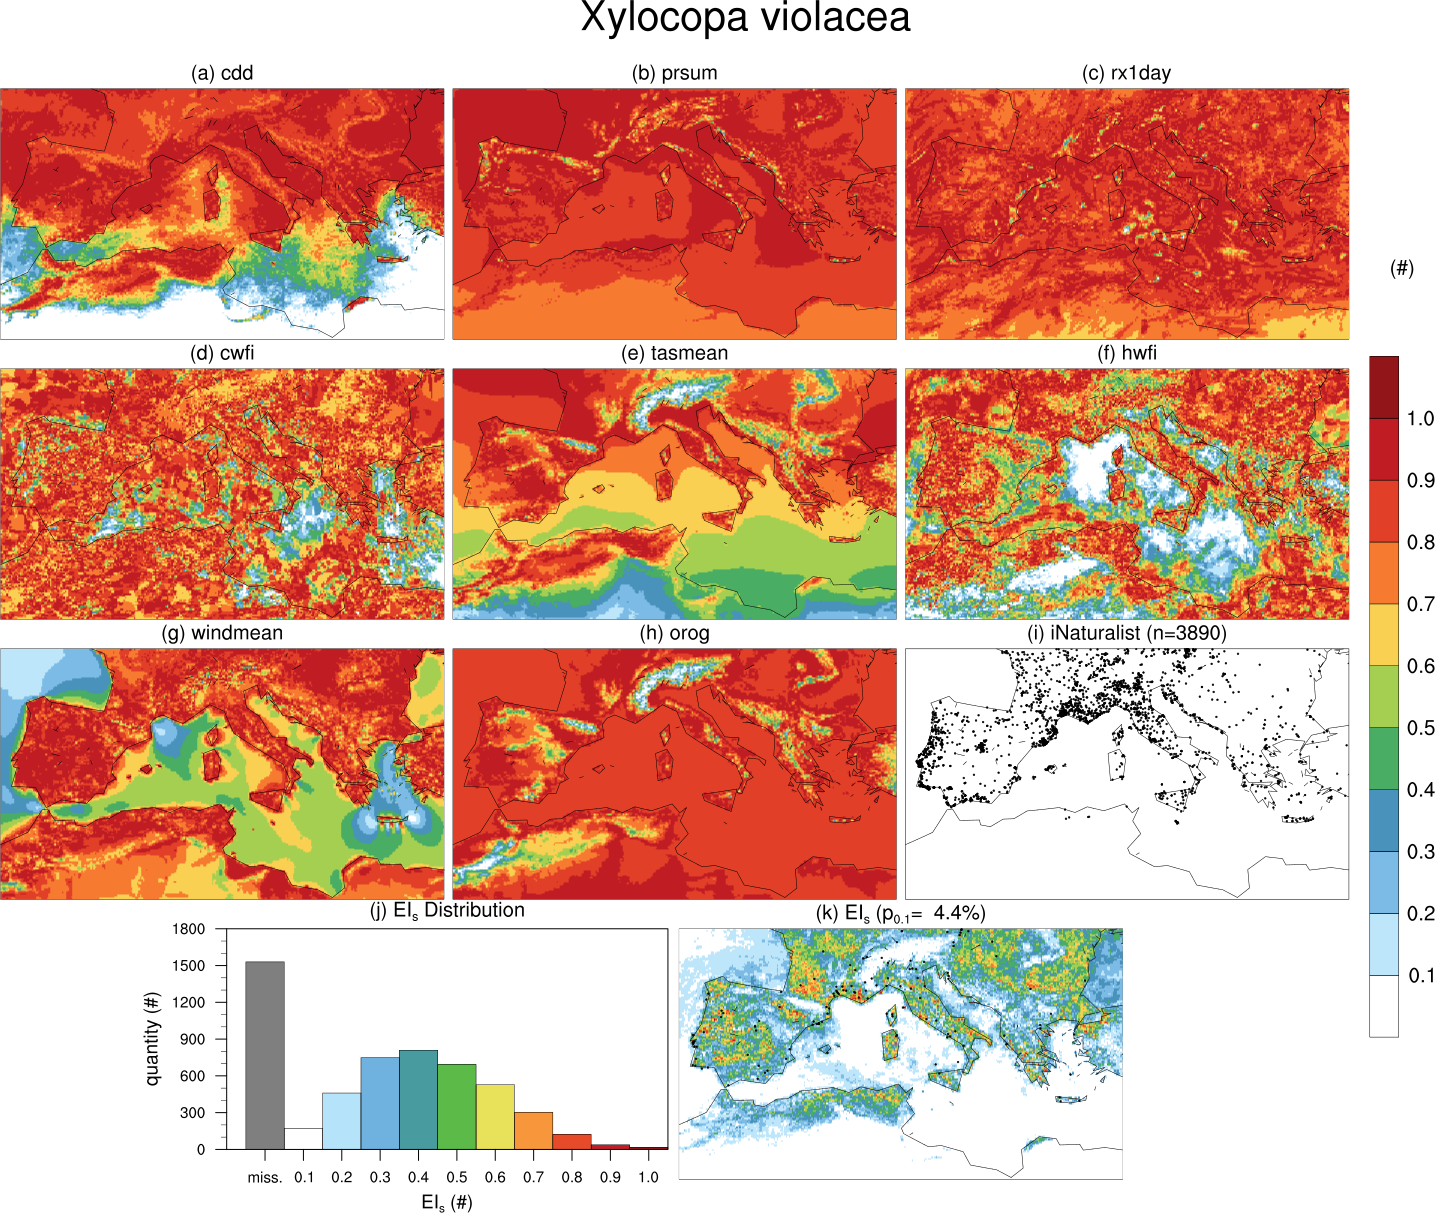 Xylocopa violacea
(a) cdd
(b) prsum
(c) rx1day
(#)
(d) cwfi
(e) tasmean
(f) hwfi
1.0
0.9
0.8
0.7
0.6
0.5
0.4
0.3
0.2
0.1
(g) windmean
(h) orog
(i) iNaturalist (n=3890)
(j) EIs Distribution
quantity (#)
1800
1500
1200
900
600
300
0
miss. 0.1 0.2 0.3 0.4 0.5 0.6 0.7 0.8 0.9 1.0
EIs (#)
(k) EIs (p0.1= 4.4%)